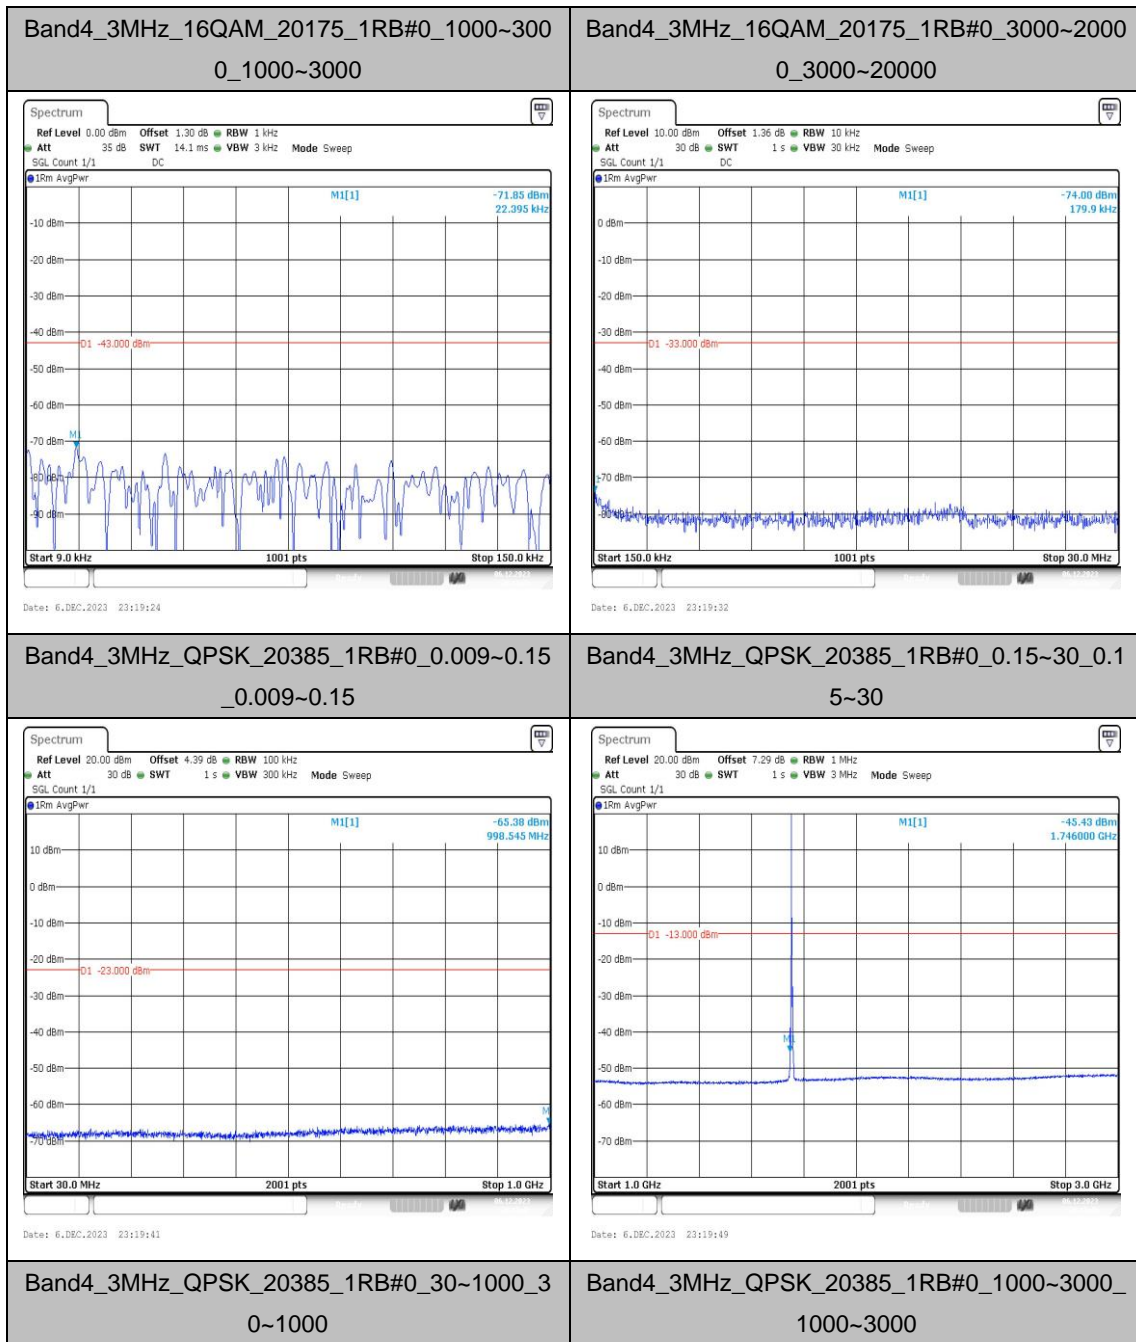 Band4_3MHz_16QAM_20175_1RB#0_1000~300
0_1000~3000
Band4_3MHz_16QAM_20175_1RB#0_3000~2000
0_3000~20000
Spectrum
Ref Level 0.00 dBm Offset 1.30 dB RBW 1 kHz
Att 35 dB SWT 14.1 ms VBW 3 kHz Mode Sweep
SGL Count 1/1 DC
1Rm AvgPwr
M1[1] -71.85 dBm
22.395 kHz
-10 dBm
-20 dBm
-30 dBm
-40 dBm
D1 -43.000 dBm
-50 dBm
-60 dBm
-70 dBm
M1
-80 dBm
-90 dBm
Start 9.0 kHz 1001 pts Stop 150.0 kHz
Date: 6.DEC.2023 23:19:24
Spectrum
Ref Level 10.00 dBm Offset 1.36 dB RBW 10 kHz
Att 30 dB SWT 1 s VBW 30 kHz Mode Sweep
SGL Count 1/1 DC
1Rm AvgPwr
M1[1] -74.00 dBm
179.9 kHz
0 dBm
-10 dBm
-20 dBm
-30 dBm
D1 -33.000 dBm
-40 dBm
-50 dBm
-60 dBm
-70 dBm
-80 dBm
Start 150.0 kHz 1001 pts Stop 30.0 MHz
Date: 6.DEC.2023 23:19:32
Band4_3MHz_QPSK_20385_1RB#0_0.009~0.15
_0.009~0.15
Band4_3MHz_QPSK_20385_1RB#0_0.15~30_0.1
5~30
Spectrum
Ref Level 20.00 dBm Offset 4.39 dB RBW 100 kHz
Att 30 dB SWT 1 s VBW 300 kHz Mode Sweep
SGL Count 1/1
1Rm AvgPwr
M1[1] -65.38 dBm
998.545 MHz
10 dBm
0 dBm
-10 dBm
-20 dBm
D1 -23.000 dBm
-30 dBm
-40 dBm
-50 dBm
-60 dBm
-70 dBm
Start 30.0 MHz 2001 pts Stop 1.0 GHz
Date: 6.DEC.2023 23:19:41
Spectrum
Ref Level 20.00 dBm Offset 7.29 dB RBW 1 MHz
Att 30 dB SWT 1 s VBW 3 MHz Mode Sweep
SGL Count 1/1
1Rm AvgPwr
M1[1] -45.43 dBm
1.746000 GHz
10 dBm
0 dBm
-10 dBm
D1 -13.000 dBm
-20 dBm
-30 dBm
-40 dBm
-50 dBm
-60 dBm
-70 dBm
Start 1.0 GHz 2001 pts Stop 3.0 GHz
Date: 6.DEC.2023 23:19:49
Band4_3MHz_QPSK_20385_1RB#0_30~1000_3
0~1000
Band4_3MHz_QPSK_20385_1RB#0_1000~3000_
1000~3000